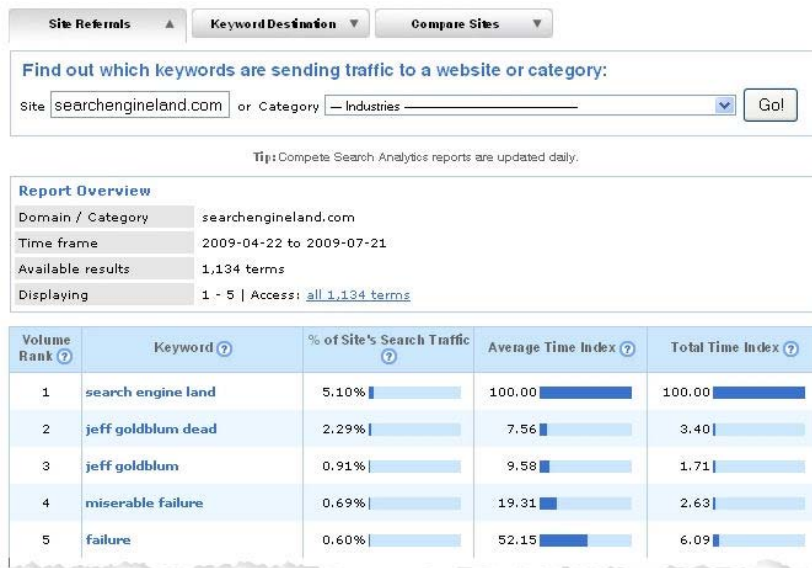 Site Referrals ▲ Keyword Destination ▼ Compare Sites ▼
Find out which keywords are sending traffic to a website or category:
Site searchengineland.com or Category — Industries — Go!
Tip: Compete Search Analytics reports are updated daily.
Report Overview
Domain / Category searchengineland.com
Time frame 2009-04-22 to 2009-07-21
Available results 1,134 terms
Displaying 1 - 5 | Access: all 1,134 terms
Volume Rank ? Keyword ? % of Site's Search Traffic ? Average Time Index ? Total Time Index ?
1 search engine land 5.10% 100.00 100.00
2 jeff goldblum dead 2.29% 7.56 3.40
3 jeff goldblum 0.91% 9.58 1.71
4 miserable failure 0.69% 19.31 2.63
5 failure 0.60% 52.15 6.09